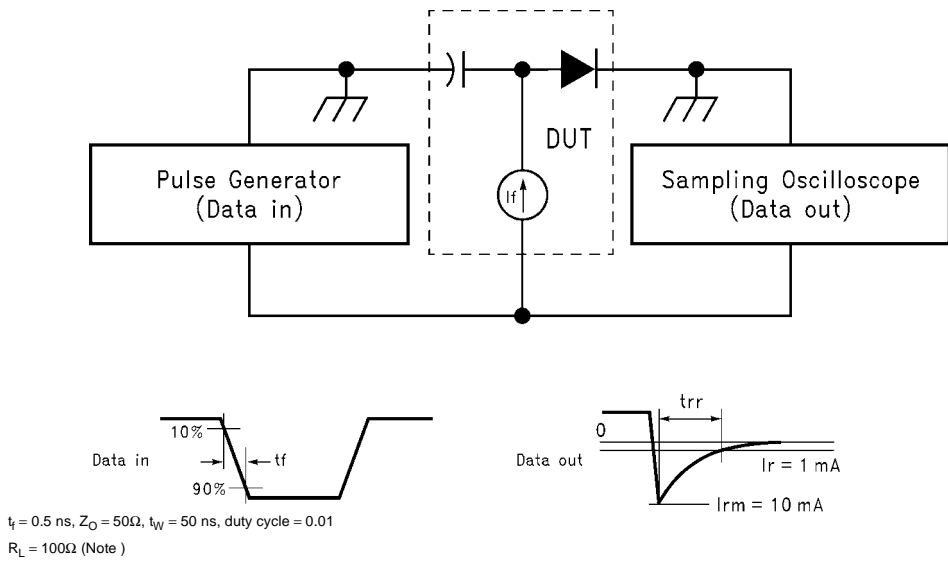 DUT
If
Pulse Generator
(Data in)
Sampling Oscilloscope
(Data out)
10%
Data in
tf
90%
trr
0
Data out
Ir = 1 mA
Irm = 10 mA
tf = 0.5 ns, ZO = 50Ω, tW = 50 ns, duty cycle = 0.01
RL = 100Ω (Note )